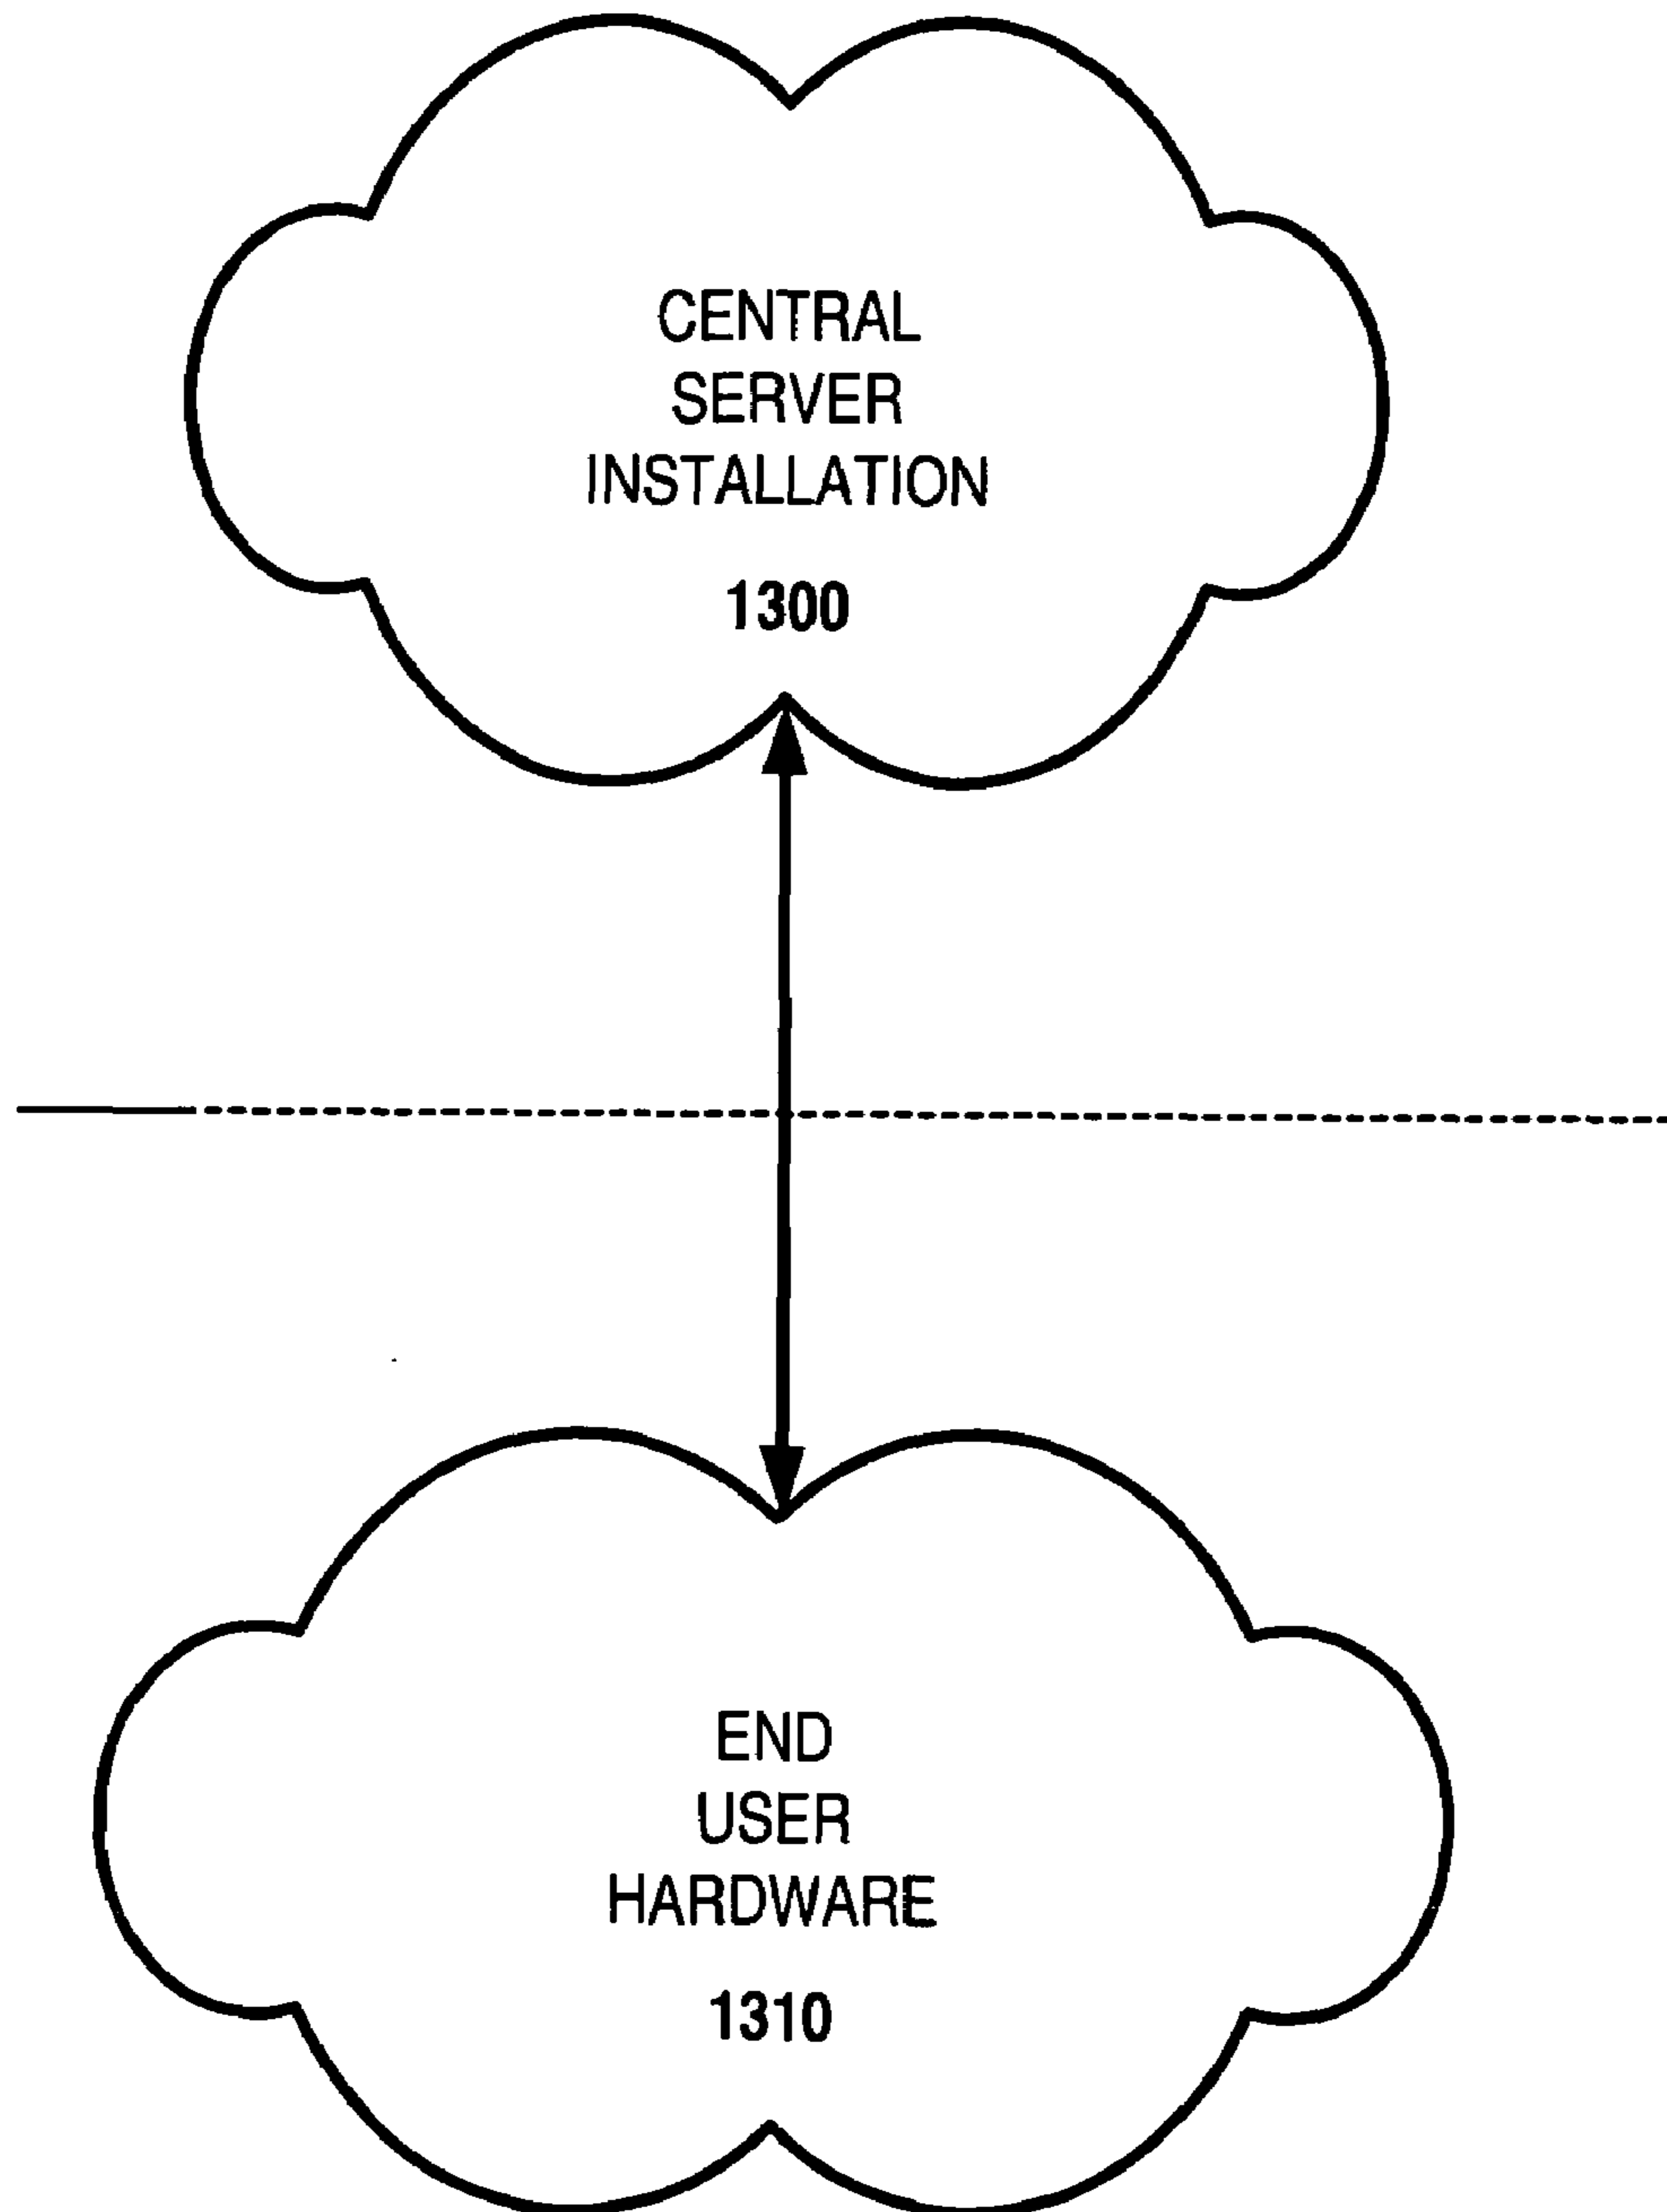 CENTRAL
SERVER
INSTALLATION
1300
END
USER
HARDWARE
1310